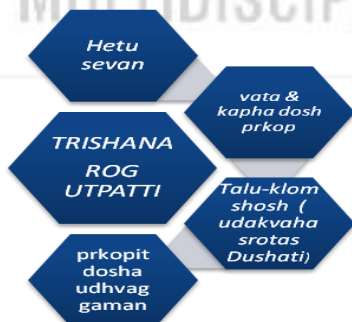 MULTIDISCIP
Hetu
sevan
vata &
kapha dosh
prkop
TRISHANA
ROG
UTPATTI
Talu-klom
shosh (
udakvaha
srotas
Dushati)
prkopit
dosha
udhvag
gaman